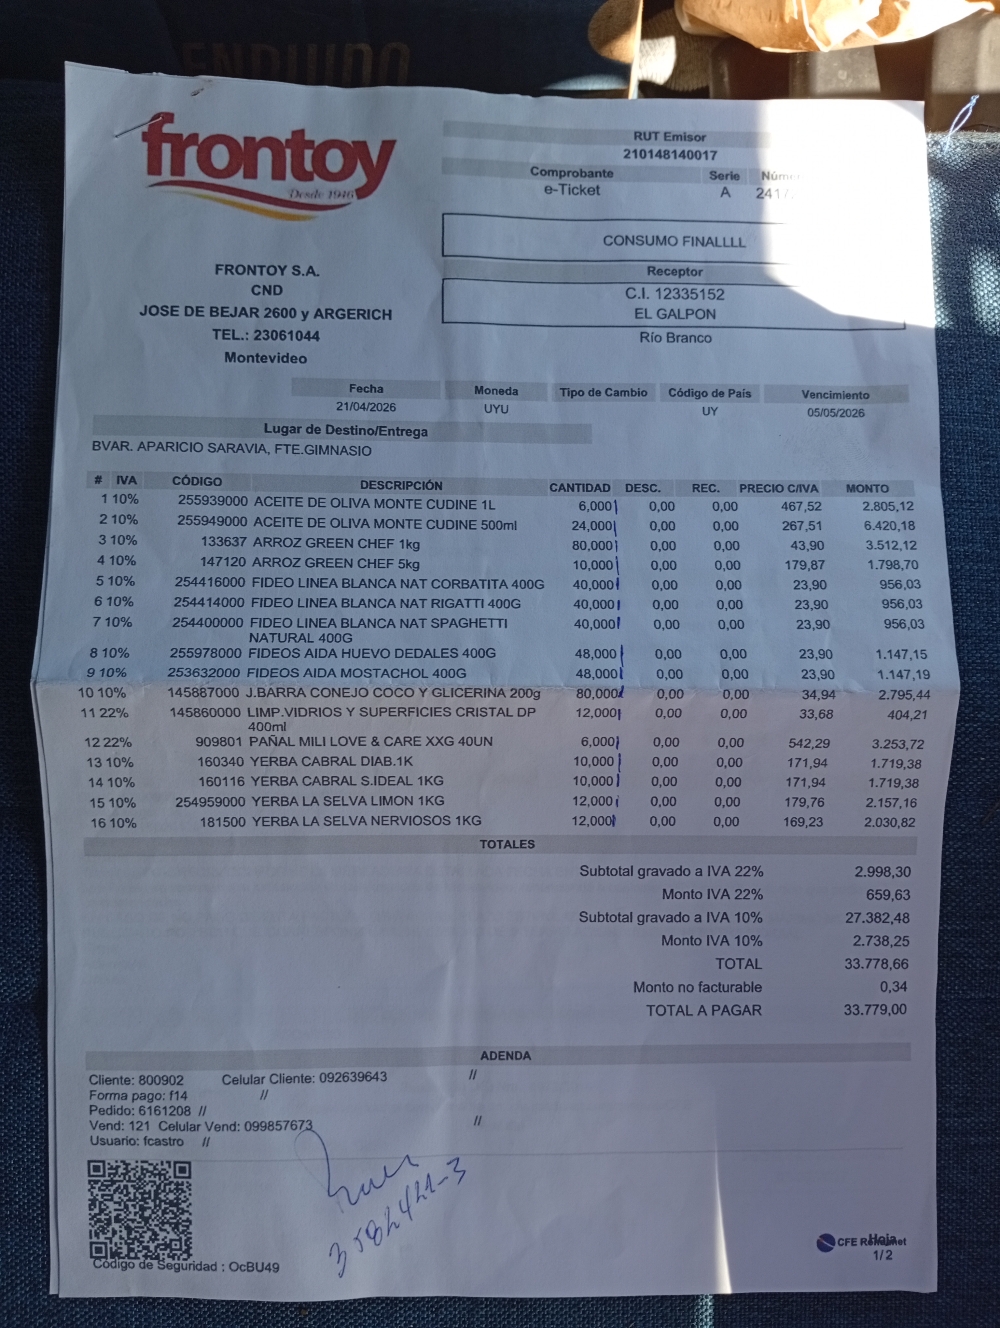 frontoy
Desde 1946
FRONTOY S.A.
CND
JOSE DE BEJAR 2600 y ARGERICH
TEL.: 23061044
Montevideo
RUT Emisor
210148140017
Comprobante Serie
e-Ticket A
CONSUMO FINALLLL
Receptor
C.I. 12335152
EL GALPON
Río Branco
Fecha Moneda Tipo de Cambio Código de País Vencimiento
21/04/2026 UYU UY 05/05/2026
Lugar de Destino/Entrega
BVAR. APARICIO SARAVIA, FTE.GIMNASIO
# IVA CÓDIGO DESCRIPCIÓN CANTIDAD DESC. REC. PRECIO C/IVA MONTO
1 10% 255939000 ACEITE DE OLIVA MONTE CUDINE 1L 6,000 0,00 0,00 467,52 2.805,12
2 10% 255949000 ACEITE DE OLIVA MONTE CUDINE 500ml 24,000 0,00 0,00 267,51 6.420,18
3 10% 133637 ARROZ GREEN CHEF 1kg 80,000 0,00 0,00 43,90 3.512,12
4 10% 147120 ARROZ GREEN CHEF 5kg 10,000 0,00 0,00 179,87 1.798,70
5 10% 254416000 FIDEO LINEA BLANCA NAT CORBATITA 400G 40,000 0,00 0,00 23,90 956,03
6 10% 254414000 FIDEO LINEA BLANCA NAT RIGATTI 400G 40,000 0,00 0,00 23,90 956,03
7 10% 254400000 FIDEO LINEA BLANCA NAT SPAGHETTI 40,000 0,00 0,00 23,90 956,03
NATURAL 400G
8 10% 255978000 FIDEOS AIDA HUEVO DEDALES 400G 48,000 0,00 0,00 23,90 1.147,15
9 10% 253632000 FIDEOS AIDA MOSTACHOL 400G 48,000 0,00 0,00 23,90 1.147,19
10 10% 145887000 J.BARRA CONEJO COCO Y GLICERINA 200g 80,000 0,00 0,00 34,94 2.795,44
11 22% 145860000 LIMP.VIDRIOS Y SUPERFICIES CRISTAL DP 12,000 0,00 0,00 33,68 404,21
400ml
12 22% 909801 PAÑAL MILI LOVE & CARE XXG 40UN 6,000 0,00 0,00 542,29 3.253,72
13 10% 160340 YERBA CABRAL DIAB.1K 10,000 0,00 0,00 171,94 1.719,38
14 10% 160116 YERBA CABRAL S.IDEAL 1KG 10,000 0,00 0,00 171,94 1.719,38
15 10% 254959000 YERBA LA SELVA LIMON 1KG 12,000 0,00 0,00 179,76 2.157,16
16 10% 181500 YERBA LA SELVA NERVIOSOS 1KG 12,000 0,00 0,00 169,23 2.030,82
TOTALES
Subtotal gravado a IVA 22% 2.998,30
Monto IVA 22% 659,63
Subtotal gravado a IVA 10% 27.382,48
Monto IVA 10% 2.738,25
TOTAL 33.778,66
Monto no facturable 0,34
TOTAL A PAGAR 33.779,00
ADENDA
Cliente: 800902 Celular Cliente: 092639643 //
Forma pago: f14 //
Pedido: 6161208 //
Vend: 121 Celular Vend: 099857673 //
Usuario: fcastro //
Código de Seguridad : OcBU49
CFE
Hoja
1/2